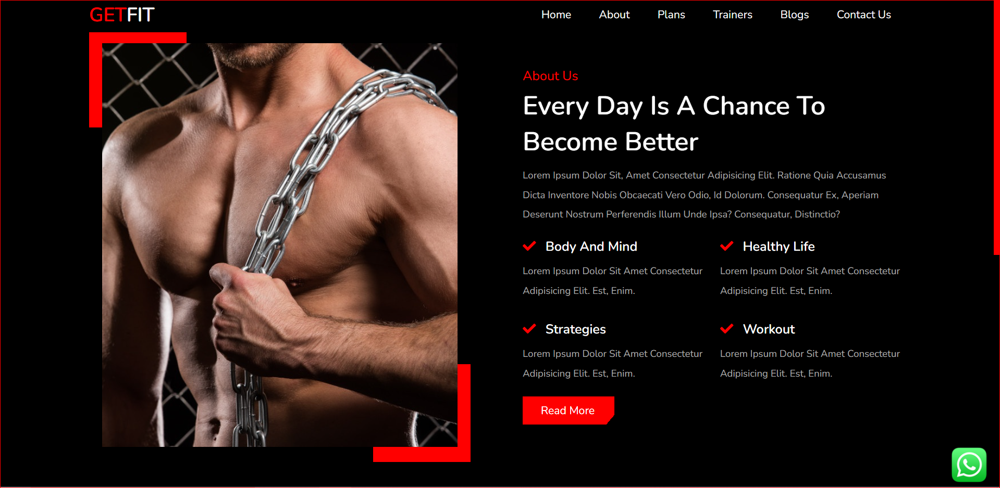 GETFIT
Home About Plans Trainers Blogs Contact Us
About Us
Every Day Is A Chance To
Become Better
Lorem Ipsum Dolor Sit, Amet Consectetur Adipisicing Elit. Ratione Quia Accusamus
Dicta Inventore Nobis Obcaecati Vero Odio, Id Dolorum. Consequatur Ex, Aperiam
Deserunt Nostrum Perferendis Illum Unde Ipsa? Consequatur, Distinctio?
Body And Mind
Lorem Ipsum Dolor Sit Amet Consectetur
Adipisicing Elit. Est, Enim.
Healthy Life
Lorem Ipsum Dolor Sit Amet Consectetur
Adipisicing Elit. Est, Enim.
Strategies
Lorem Ipsum Dolor Sit Amet Consectetur
Adipisicing Elit. Est, Enim.
Workout
Lorem Ipsum Dolor Sit Amet Consectetur
Adipisicing Elit. Est, Enim.
Read More